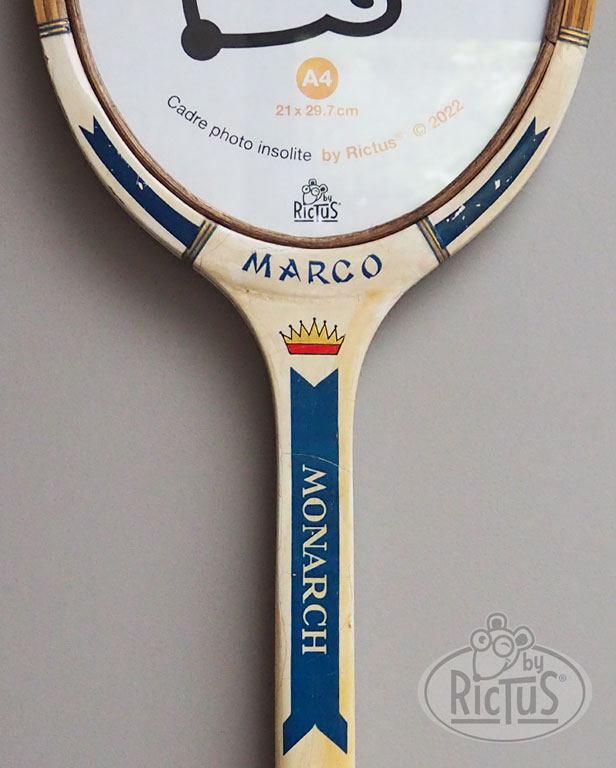 A4
21 x 29.7 cm
Cadre photo insolite by Rictus® © 2022
by
RICTUS®
MARCO
MONARCH
by
RICTUS®